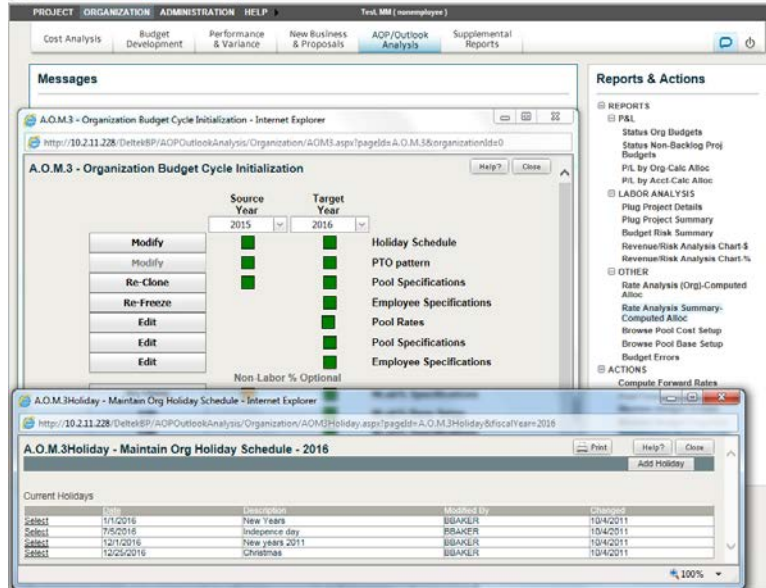 PROJECT ORGANIZATION ADMINISTRATION HELP Test, MM ( nonemployee )
Cost Analysis Budget Development Performance & Variance New Business & Proposals AOP/Outlook Analysis Supplemental Reports
Messages
Reports & Actions
REPORTS
P&L
Status Org Budgets
Status Non-Backlog Proj
Budgets
P/L by Org-Calc Alloc
P/L by Acct-Calc Alloc
LABOR ANALYSIS
Plug Project Details
Plug Project Summary
Budget Risk Summary
Revenue/Risk Analysis Chart-$
Revenue/Risk Analysis Chart-%
OTHER
Rate Analysis (Org)-Computed
Alloc
Rate Analysis Summary-
Computed Alloc
Browse Pool Cost Setup
Browse Pool Base Setup
Budget Errors
ACTIONS
Compute Forward Rates
A.O.M.3 - Organization Budget Cycle Initialization - Internet Explorer
http://10.2.11.228/DeltekBP/AOPOutlookAnalysis/Organization/AOM3.aspx?pageId=A.O.M.3&organizationId=0
A.O.M.3 - Organization Budget Cycle Initialization Help? Close
Source Year Target Year
2015 2016
Modify Holiday Schedule
Modify PTO pattern
Re-Clone Pool Specifications
Re-Freeze Employee Specifications
Edit Pool Rates
Edit Pool Specifications
Edit Employee Specifications
Non-Labor % Optional
A.O.M.3Holiday - Maintain Org Holiday Schedule - Internet Explorer
http://10.2.11.228/DeltekBP/AOPOutlookAnalysis/Organization/AOM3Holiday.aspx?pageId=A.O.M.3Holiday&fiscalYear=2016
A.O.M.3Holiday - Maintain Org Holiday Schedule - 2016 Print Help? Close
Add Holiday
Current Holidays
Date Description Modified By Changed
Select 1/1/2016 New Years BBAKER 10/4/2011
Select 7/5/2016 Indepence day BBAKER 10/4/2011
Select 12/1/2016 New years 2011 BBAKER 10/4/2011
Select 12/25/2016 Christmas BBAKER 10/4/2011
100%